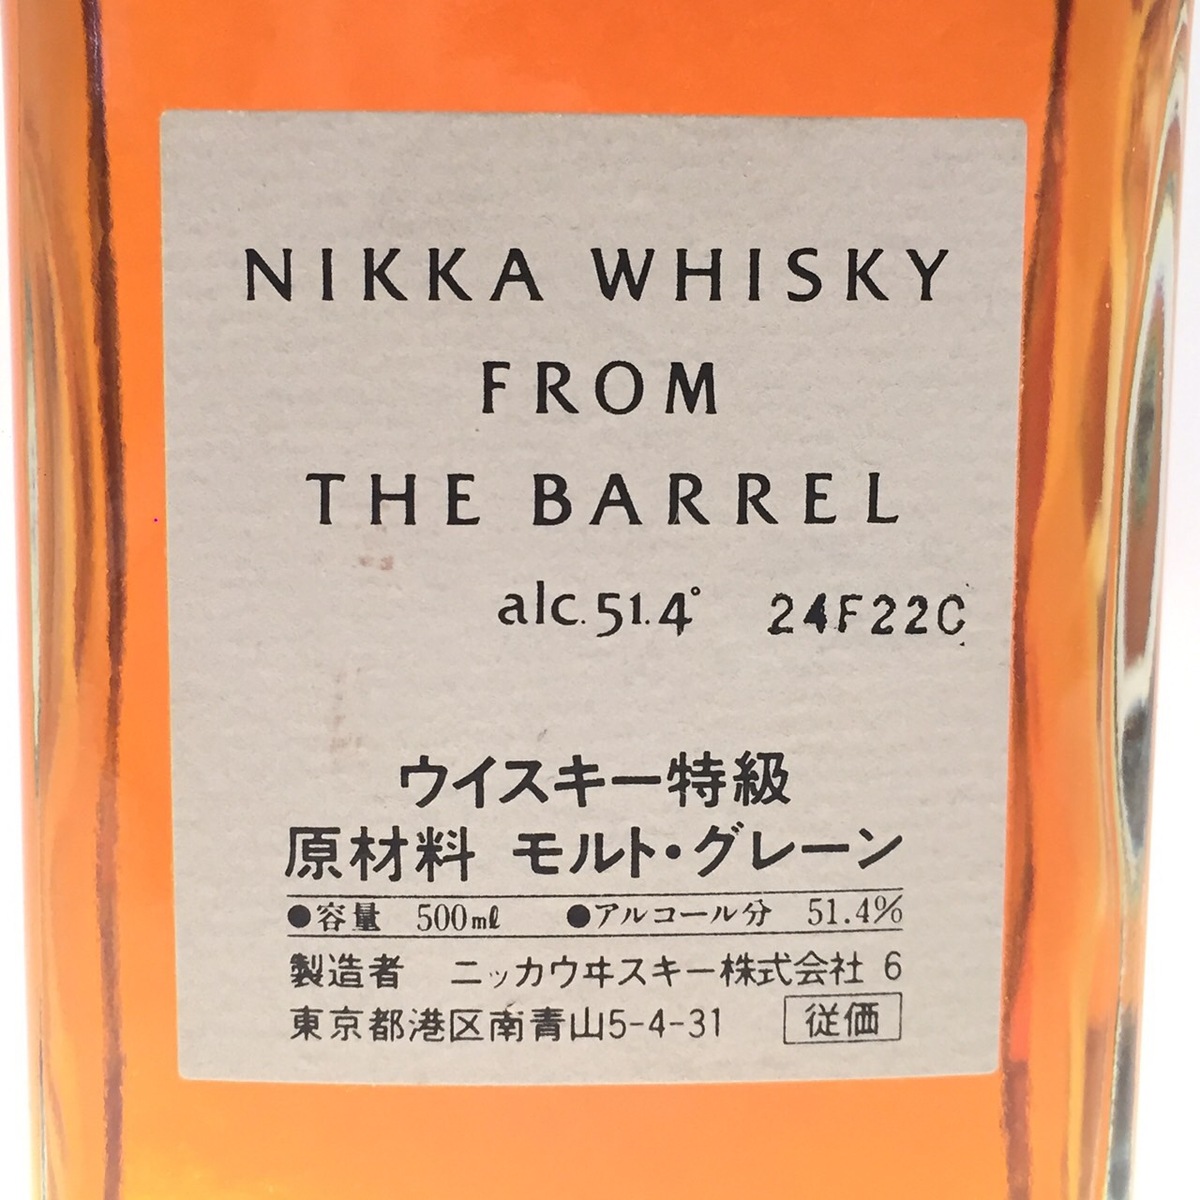 NIKKA WHISKY
FROM
THE BARREL
alc. 51.4° 24F22C
ウイスキー特級
原材料 モルト・グレーン
●容量 500mℓ ●アルコール分 51.4%
製造者 ニッカウヰスキー株式会社 6
東京都港区南青山5-4-31 従価